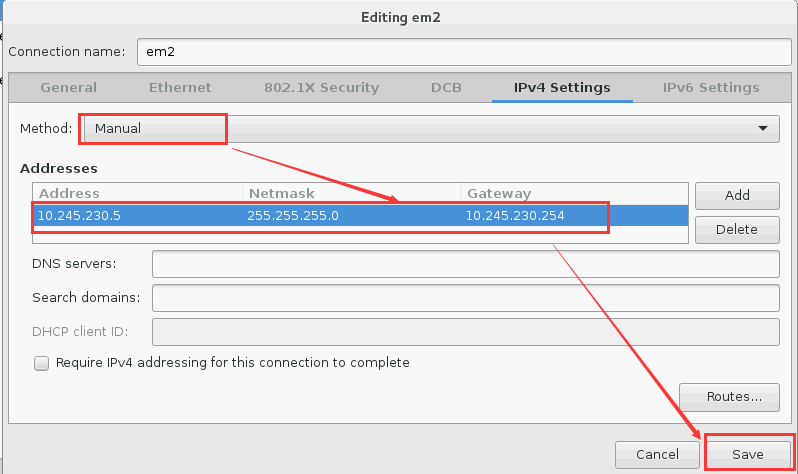 Editing em2
Connection name: em2
General Ethernet 802.1X Security DCB IPv4 Settings IPv6 Settings
Method: Manual
Addresses
Address Netmask Gateway
10.245.230.5 255.255.255.0 10.245.230.254
Add
Delete
DNS servers:
Search domains:
DHCP client ID:
Require IPv4 addressing for this connection to complete
Routes...
Cancel Save